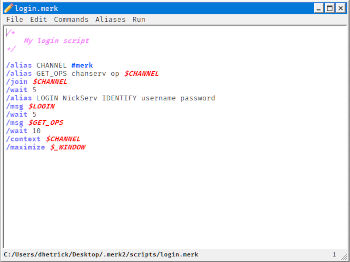 login.merk
File Edit Commands Aliases Run
/*
My login script
*/
/alias CHANNEL #merk
/alias GET_OPS chanserv op $CHANNEL
/join $CHANNEL
/wait 5
/alias LOGIN NickServ IDENTIFY username password
/msg $LOGIN
/wait 5
/msg $GET_OPS
/wait 10
/context $CHANNEL
/maximize $_WINDOW
C:/Users/dhetrick/Desktop/.merk2/scripts/login.merk 1